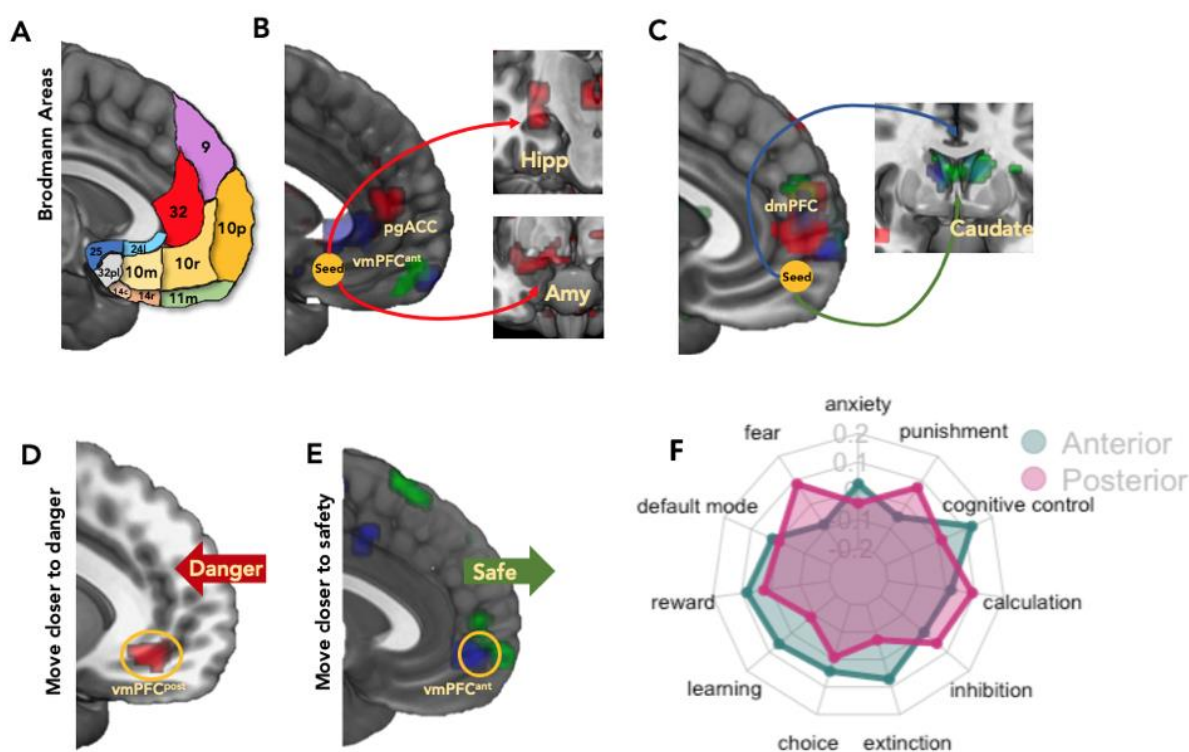 A
Brodmann Areas
9
32
10p
25
24l
32pl
10m
10r
14c
14r
11m
B
Hipp
pgACC
vmPFCant
Seed
Amy
C
dmPFC
Seed
Caudate
D
Move closer to danger
Danger
vmPFCpost
E
Move closer to safety
Safe
vmPFCant
F
Anterior
Posterior
anxiety
punishment
cognitive control
calculation
inhibition
extinction
choice
learning
reward
default mode
fear
0.2
0.1
-0.1
-0.2